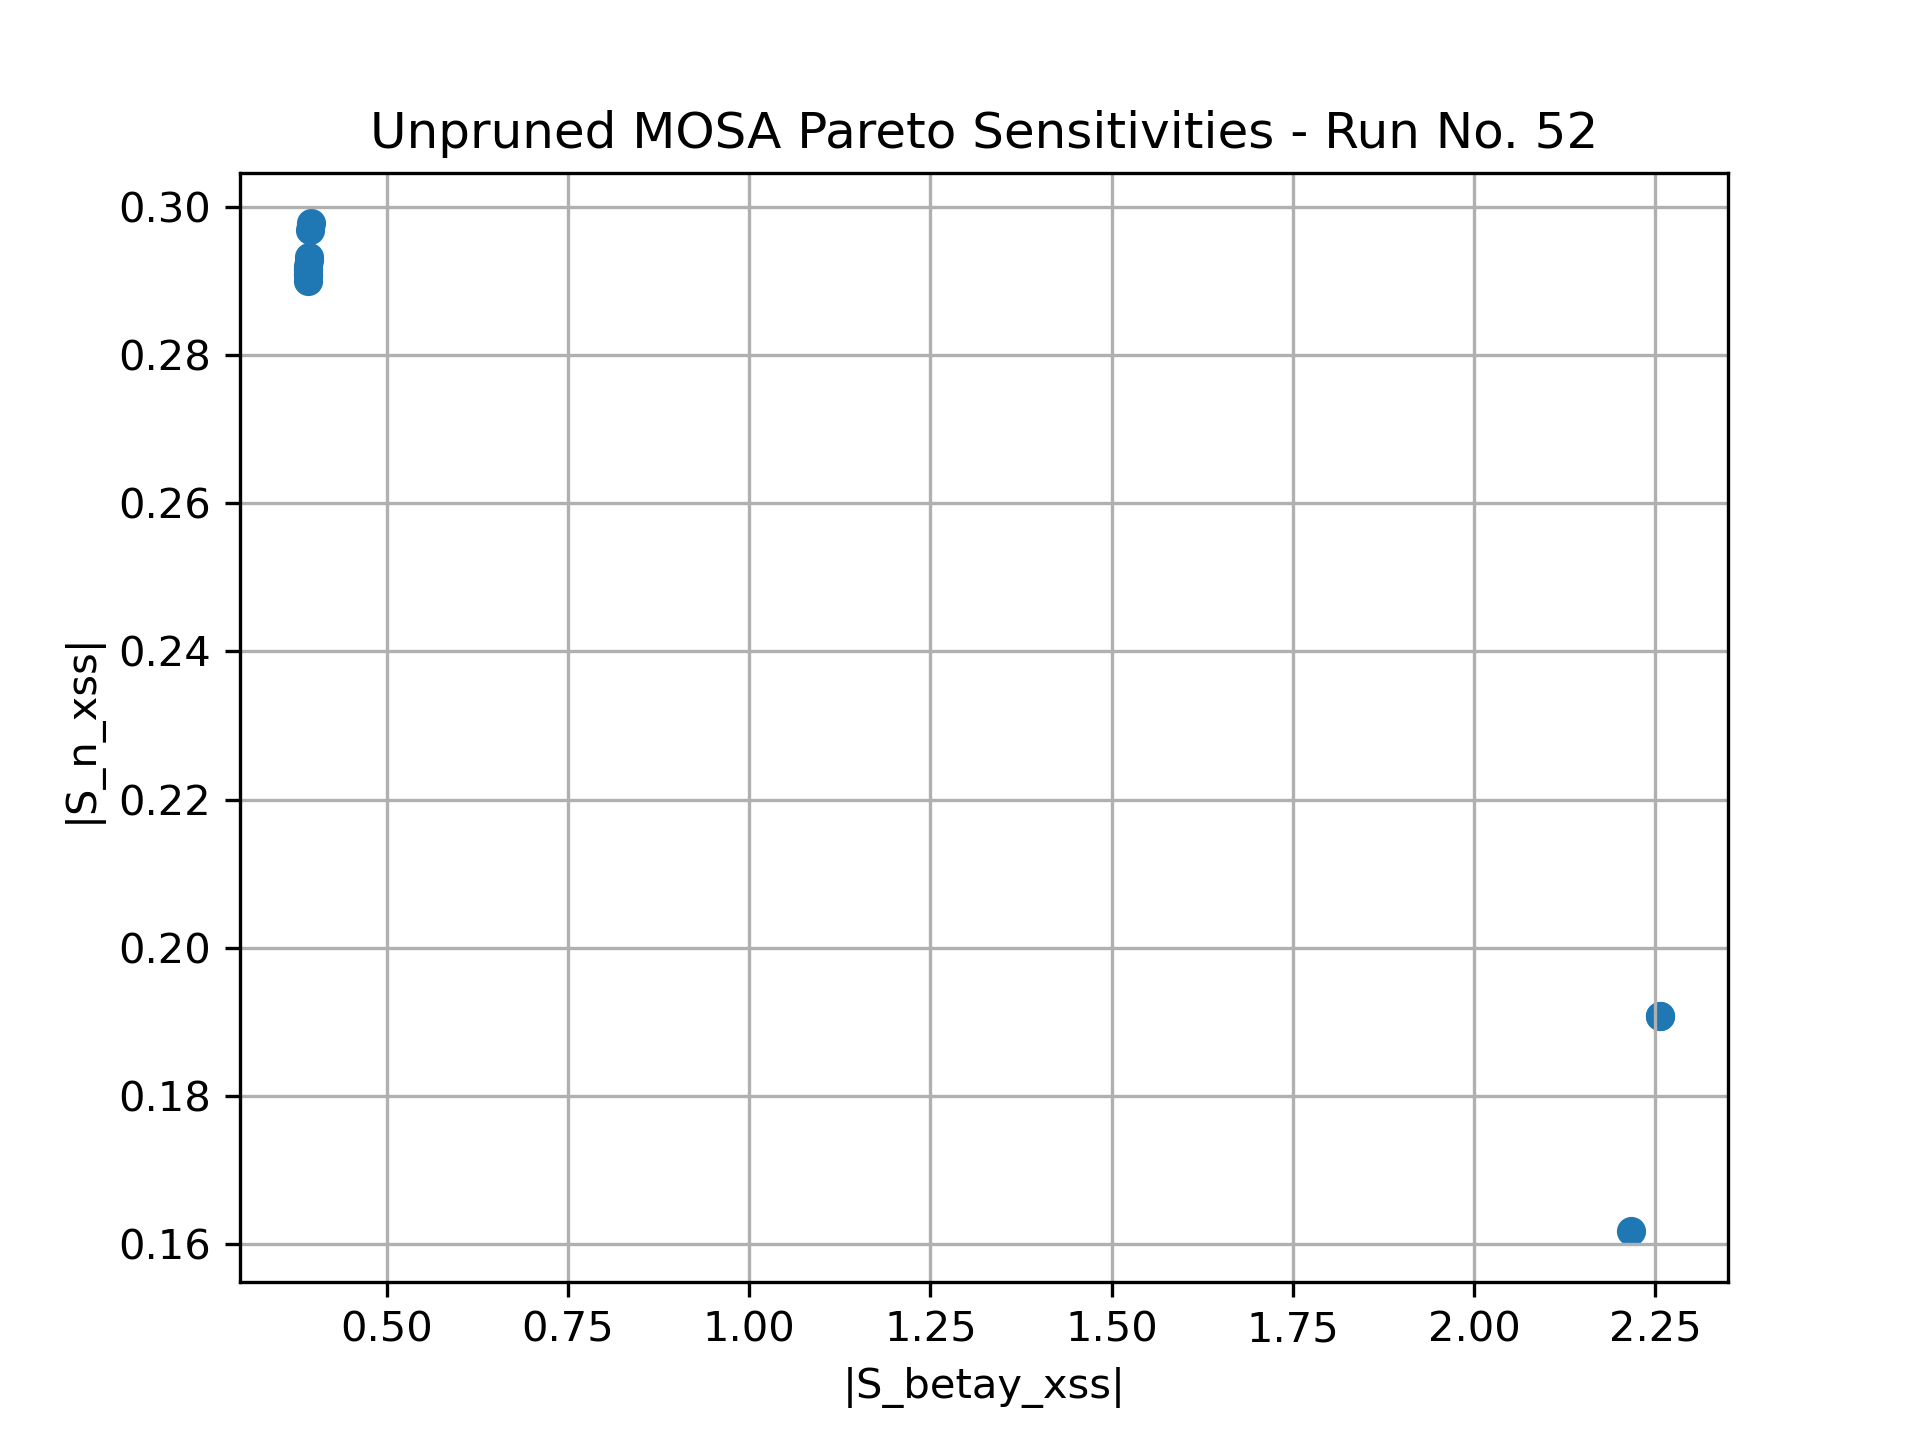 Unpruned MOSA Pareto Sensitivities - Run No. 52
0.30
0.28
0.26
0.24
0.22
0.20
0.18
0.16
|S_n_xss|
0.50 0.75 1.00 1.25 1.50 1.75 2.00 2.25
|S_betay_xss|